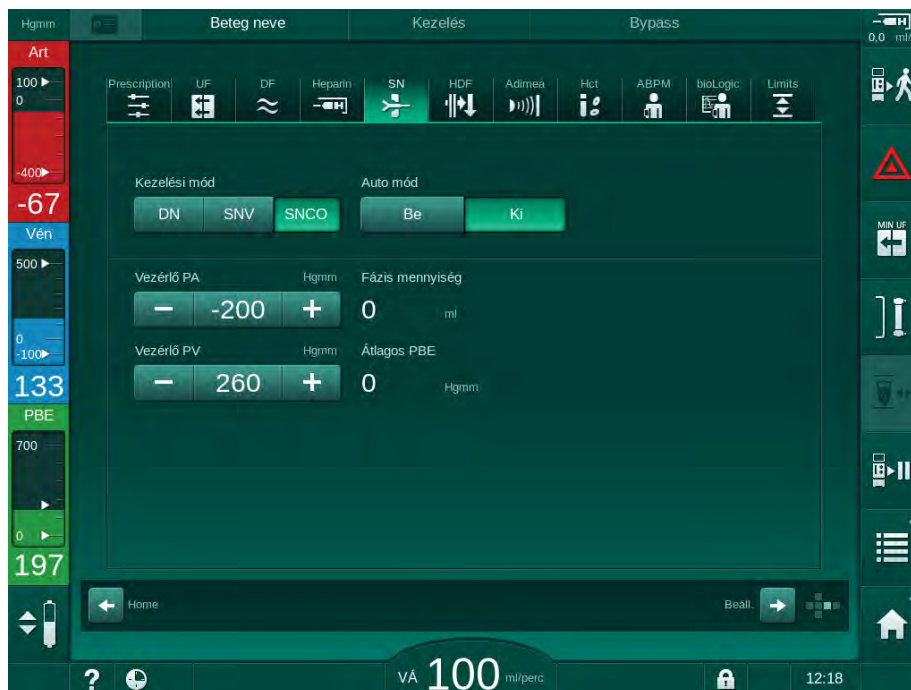 Hgmm Beteg neve Kezelés Bypass
0,0 ml/
Art
100
0
-400
-67
Vén
500
0
-100
133
PBE
700
0
197
Prescription UF DF Heparin SN HDF Adimea Hct ABPM bioLogic Limits
Kezelési mód Auto mód
DN SNV SNCO Be Ki
Vezérlő PA Hgmm Fázis mennyiség
− -200 + 0 ml
Vezérlő PV Hgmm Átlagos PBE
− 260 + 0 Hgmm
MIN UF
Home Beáll.
? VÁ 100 ml/perc 12:18